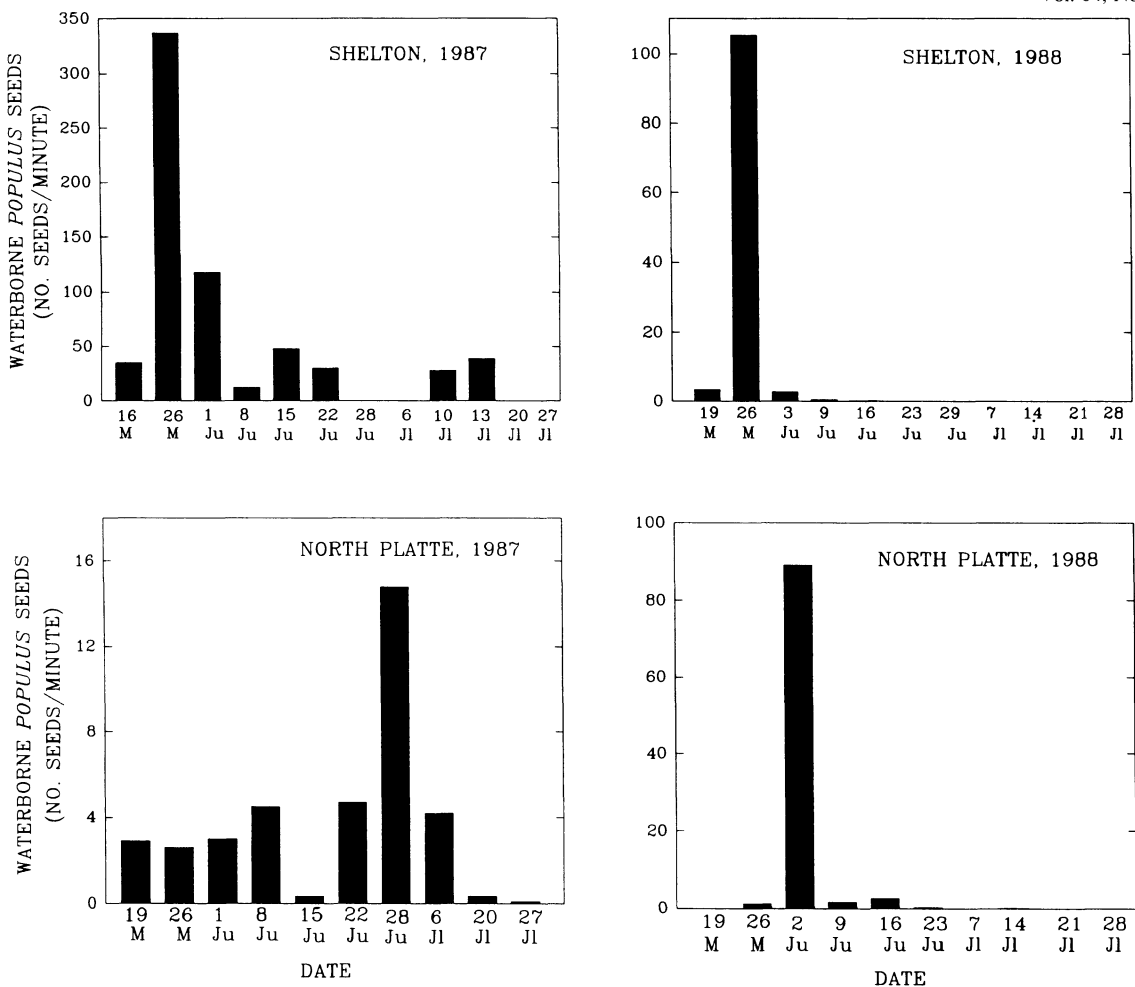 SHELTON, 1987
WATERBORNE POPULUS SEEDS
(NO. SEEDS/MINUTE)
350
300
250
200
150
100
50
0
16 26 1 8 15 22 28 6 10 13 20 27
M M Ju Ju Ju Ju Ju Jl Jl Jl Jl Jl
SHELTON, 1988
100
80
60
40
20
0
19 26 3 9 16 23 29 7 14 21 28
M M Ju Ju Ju Ju Ju Jl Jl Jl Jl
NORTH PLATTE, 1987
WATERBORNE POPULUS SEEDS
(NO. SEEDS/MINUTE)
16
12
8
4
0
19 26 1 8 15 22 28 6 20 27
M M Ju Ju Ju Ju Ju Jl Jl Jl
DATE
NORTH PLATTE, 1988
100
80
60
40
20
0
19 26 2 9 16 23 7 14 21 28
M M Ju Ju Ju Ju Jl Jl Jl Jl
DATE